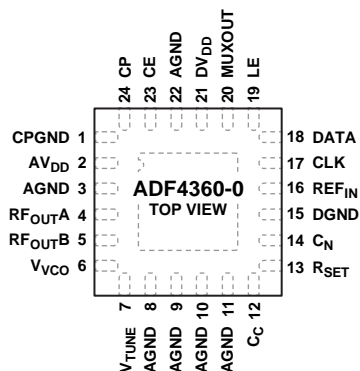 24 CP
23 CE
22 AGND
21 DVDD
20 MUXOUT
19 LE
CPGND 1
AVDD 2
AGND 3
RFOUTA 4
RFOUTB 5
VVCO 6
18 DATA
17 CLK
16 REFIN
15 DGND
14 CN
13 RSET
ADF4360-0
TOP VIEW
VTUNE 7
AGND 8
AGND 9
AGND 10
AGND 11
CC 12